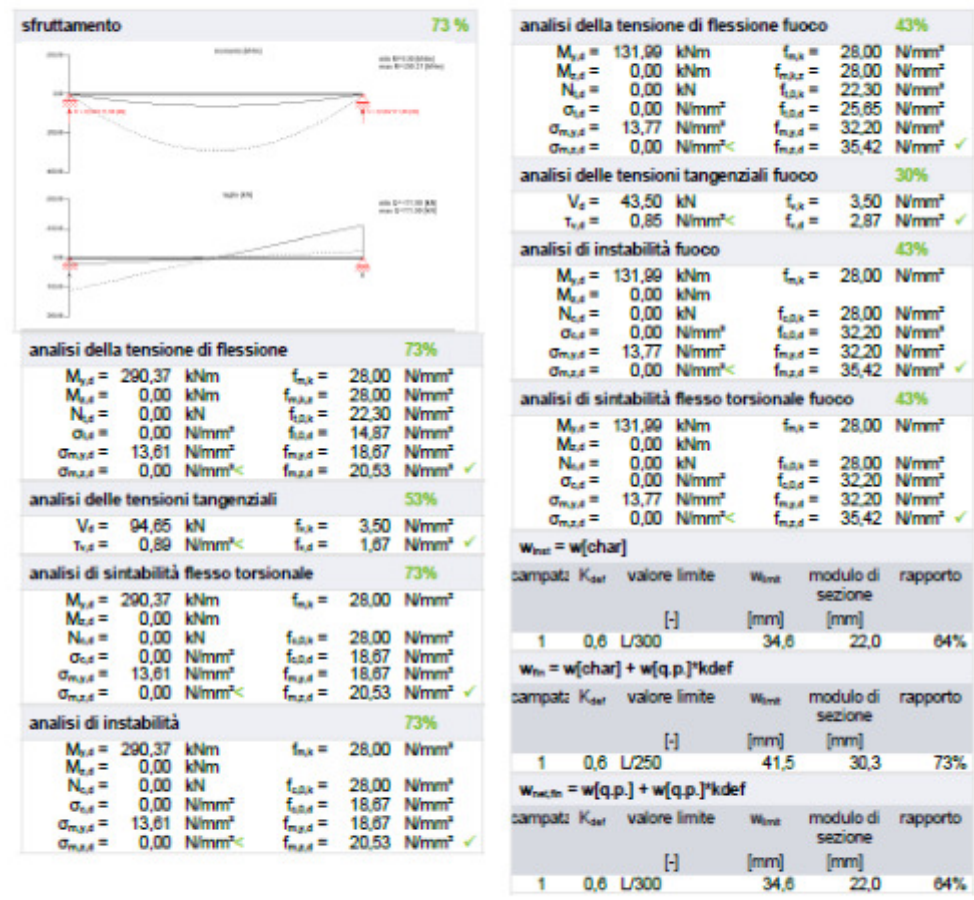 sfruttamento 73 %
analisi della tensione di flessione 73%
My,d = 290,37 kNm fm,k = 28,00 N/mm²
Mz,d = 0,00 kNm fm,k,z = 28,00 N/mm²
Nt,d = 0,00 kN ft,0,k = 22,30 N/mm²
σt,d = 0,00 N/mm² ft,0,d = 14,87 N/mm²
σm,y,d = 13,61 N/mm² fm,y,d = 18,67 N/mm²
σm,z,d = 0,00 N/mm²< fm,z,d = 20,53 N/mm² ✓
analisi delle tensioni tangenziali 53%
Vd = 94,65 kN fv,k = 3,50 N/mm²
τv,d = 0,89 N/mm²< fv,d = 1,67 N/mm² ✓
analisi di sintabilità flesso torsionale 73%
My,d = 290,37 kNm fm,k = 28,00 N/mm²
Mz,d = 0,00 kNm
Nc,d = 0,00 kN fc,0,k = 28,00 N/mm²
σc,d = 0,00 N/mm² fc,0,d = 18,67 N/mm²
σm,y,d = 13,61 N/mm² fm,y,d = 18,67 N/mm²
σm,z,d = 0,00 N/mm²< fm,z,d = 20,53 N/mm² ✓
analisi di instabilità 73%
My,d = 290,37 kNm fm,k = 28,00 N/mm²
Mz,d = 0,00 kNm
Nc,d = 0,00 kN fc,0,k = 28,00 N/mm²
σc,d = 0,00 N/mm² fc,0,d = 18,67 N/mm²
σm,y,d = 13,61 N/mm² fm,y,d = 18,67 N/mm²
σm,z,d = 0,00 N/mm²< fm,z,d = 20,53 N/mm² ✓
analisi della tensione di flessione fuoco 43%
My,d = 131,99 kNm fm,k = 28,00 N/mm²
Mz,d = 0,00 kNm fm,k,z = 28,00 N/mm²
Nt,d = 0,00 kN ft,0,k = 22,30 N/mm²
σt,d = 0,00 N/mm² ft,0,d = 25,65 N/mm²
σm,y,d = 13,77 N/mm² fm,y,d = 32,20 N/mm²
σm,z,d = 0,00 N/mm²< fm,z,d = 35,42 N/mm² ✓
analisi delle tensioni tangenziali fuoco 30%
Vd = 43,50 kN fv,k = 3,50 N/mm²
τv,d = 0,85 N/mm²< fv,d = 2,87 N/mm² ✓
analisi di instabilità fuoco 43%
My,d = 131,99 kNm fm,k = 28,00 N/mm²
Mz,d = 0,00 kNm
Nc,d = 0,00 kN fc,0,k = 28,00 N/mm²
σc,d = 0,00 N/mm² fc,0,d = 32,20 N/mm²
σm,y,d = 13,77 N/mm² fm,y,d = 32,20 N/mm²
σm,z,d = 0,00 N/mm²< fm,z,d = 35,42 N/mm² ✓
analisi di sintabilità flesso torsionale fuoco 43%
My,d = 131,99 kNm fm,k = 28,00 N/mm²
Mz,d = 0,00 kNm
Nc,d = 0,00 kN fc,0,k = 28,00 N/mm²
σc,d = 0,00 N/mm² fc,0,d = 32,20 N/mm²
σm,y,d = 13,77 N/mm² fm,y,d = 32,20 N/mm²
σm,z,d = 0,00 N/mm²< fm,z,d = 35,42 N/mm² ✓
winst = w[char]
campata Kdef valore limite wlimit modulo di sezione rapporto
[-] [mm] [mm]
1 0,6 L/300 34,6 22,0 64%
wfin = w[char] + w[q.p.]*kdef
campata Kdef valore limite wlimit modulo di sezione rapporto
[-] [mm] [mm]
1 0,6 L/250 41,5 30,3 73%
wnet,fin = w[q.p.] + w[q.p.]*kdef
campata Kdef valore limite wlimit modulo di sezione rapporto
[-] [mm] [mm]
1 0,6 L/300 34,6 22,0 64%